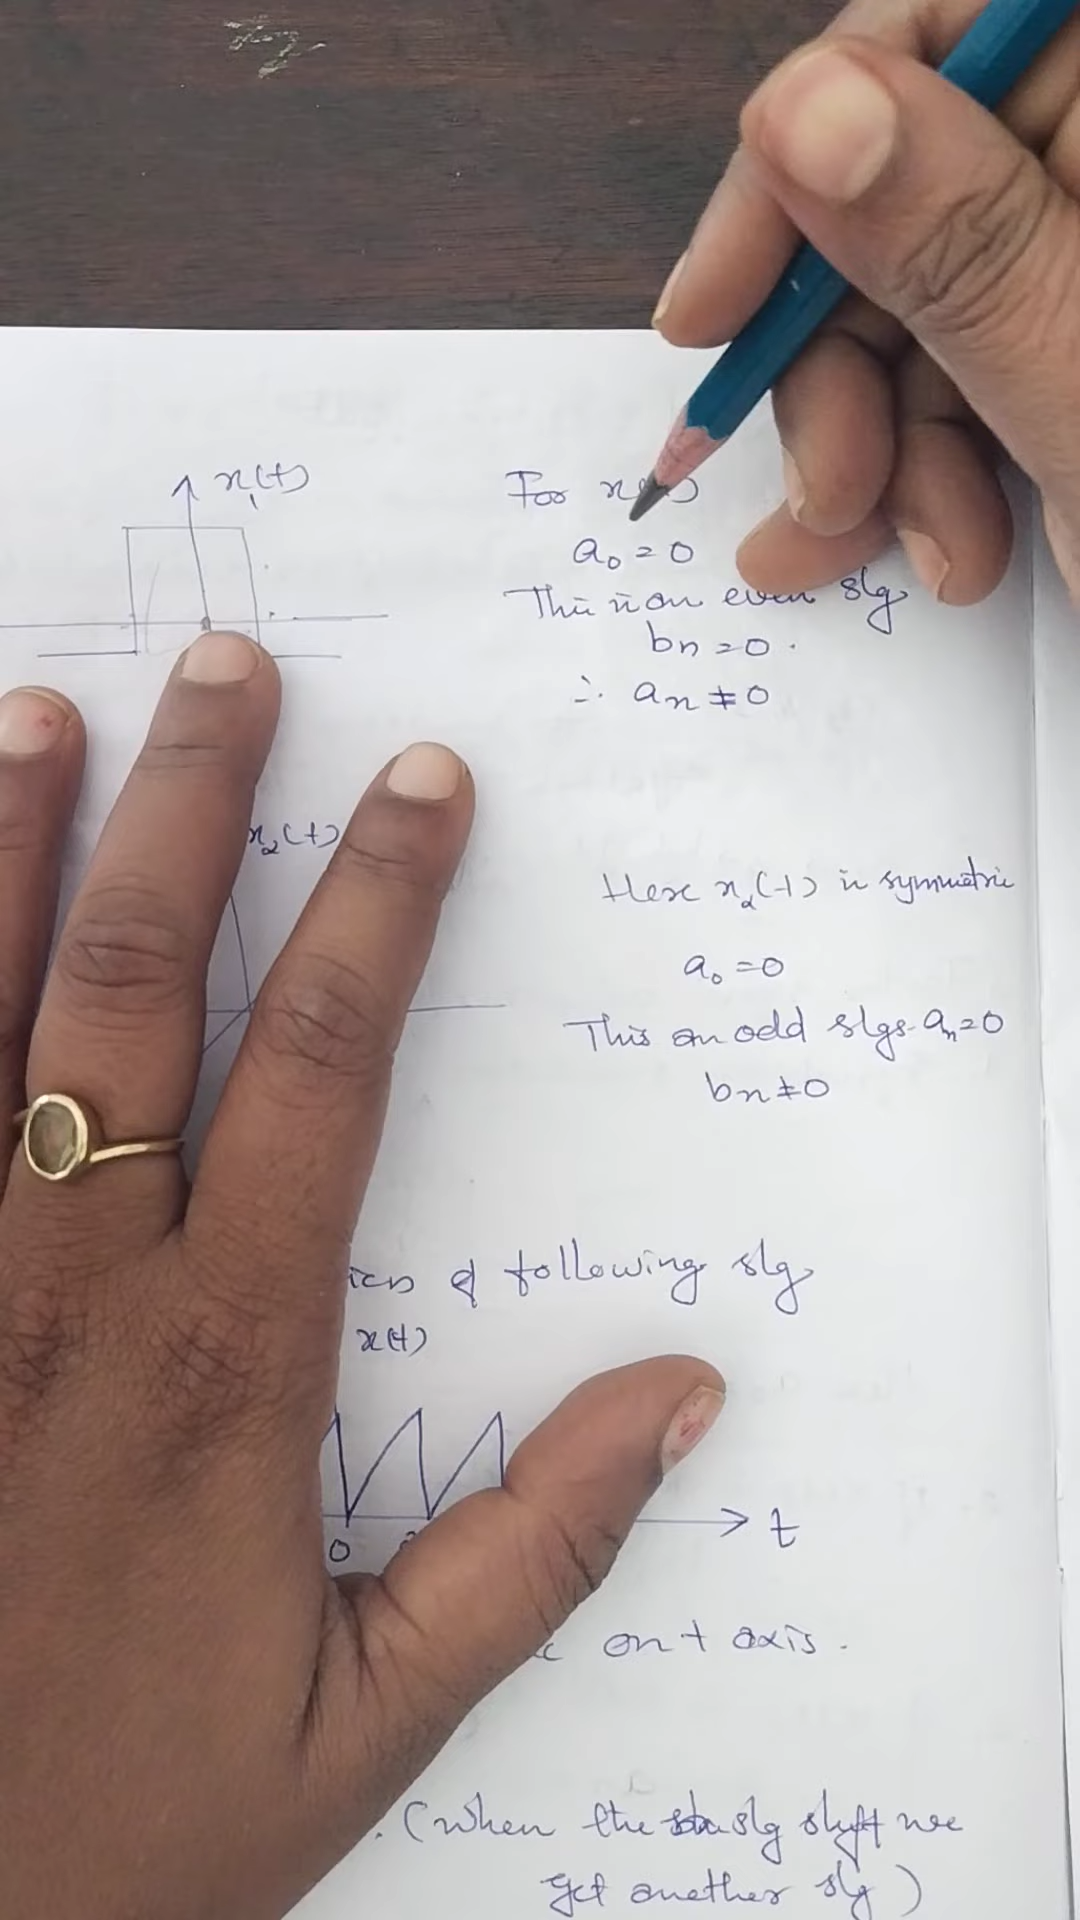 x₁(t)
For x
a₀ = 0
This is an even slg
bn = 0.
∴ an ≠ 0
x₂(t)
Here x₂(t) is symmetric
a₀ = 0
This an odd slgs. an = 0
bn ≠ 0
of following slg
x(t)
t
0
on t axis.
(when the slg shift we
get another slg)